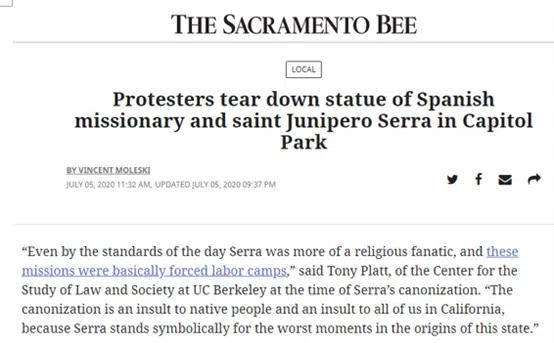 THE SACRAMENTO BEE
LOCAL
Protesters tear down statue of Spanish
missionary and saint Junipero Serra in Capitol
Park
BY VINCENT MOLESKI
JULY 05, 2020 11:32 AM, UPDATED JULY 05, 2020 09:37 PM
“Even by the standards of the day Serra was more of a religious fanatic, and these
missions were basically forced labor camps,” said Tony Platt, of the Center for the
Study of Law and Society at UC Berkeley at the time of Serra’s canonization. “The
canonization is an insult to native people and an insult to all of us in California,
because Serra stands symbolically for the worst moments in the origins of this state.”